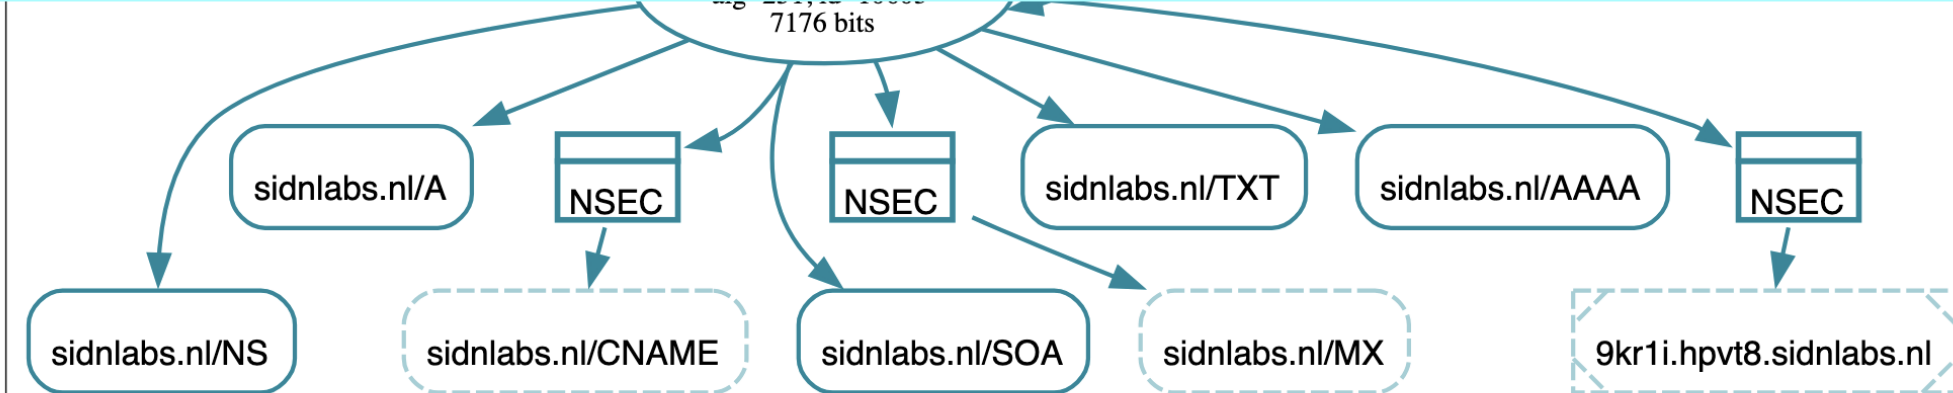 7176 bits
sidnlabs.nl/A
NSEC
NSEC
sidnlabs.nl/TXT
sidnlabs.nl/AAAA
NSEC
sidnlabs.nl/NS
sidnlabs.nl/CNAME
sidnlabs.nl/SOA
sidnlabs.nl/MX
9kr1i.hpvt8.sidnlabs.nl